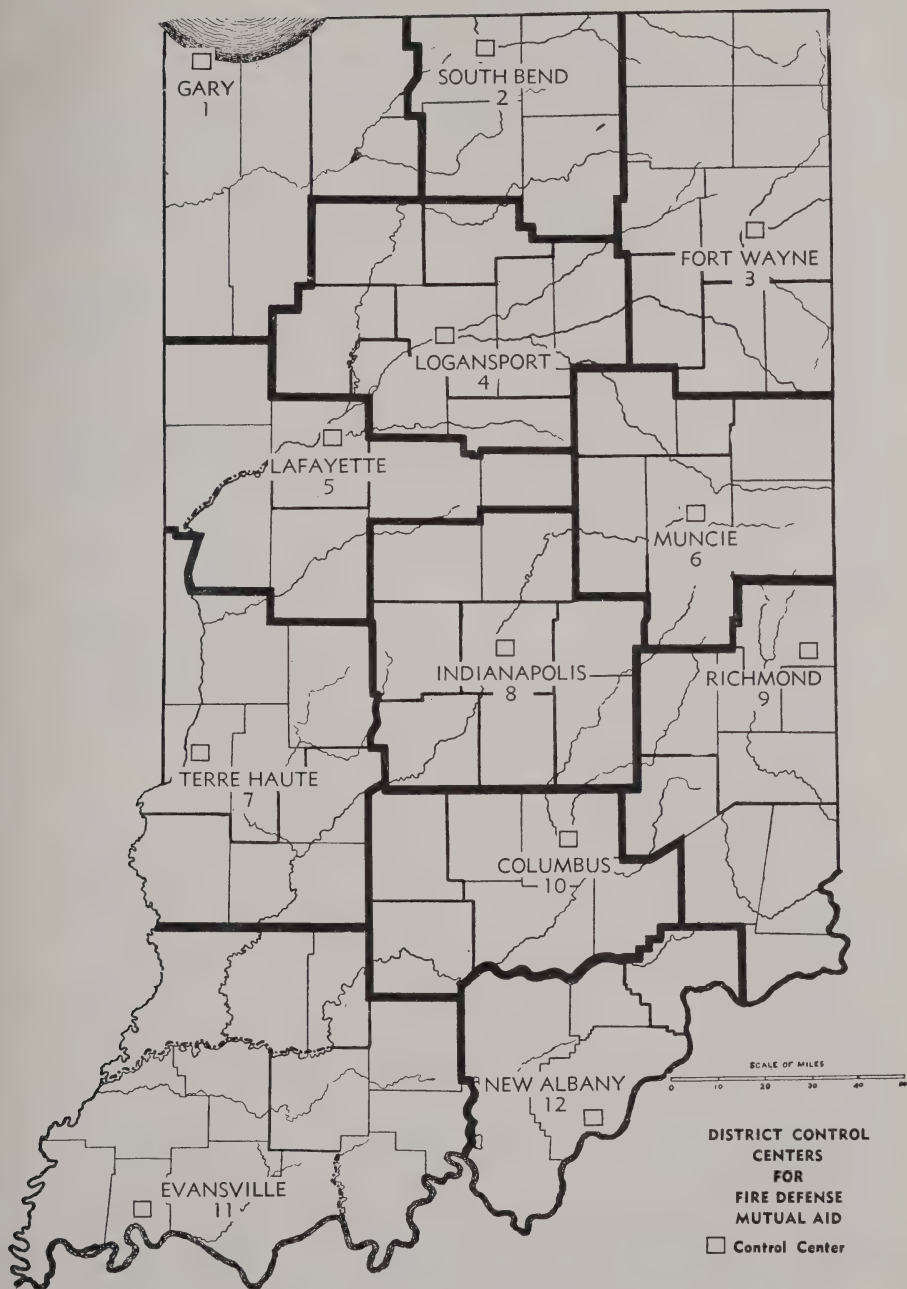 GARY
1
SOUTH BEND
2
FORT WAYNE
3
LOGANSPORT
4
LAFAYETTE
5
MUNCIE
6
INDIANAPOLIS
8
RICHMOND
9
TERRE HAUTE
7
COLUMBUS
10
NEW ALBANY
12
EVANSVILLE
11
SCALE OF MILES
0 10 20 30 40
DISTRICT CONTROL
CENTERS
FOR
FIRE DEFENSE
MUTUAL AID
Control Center